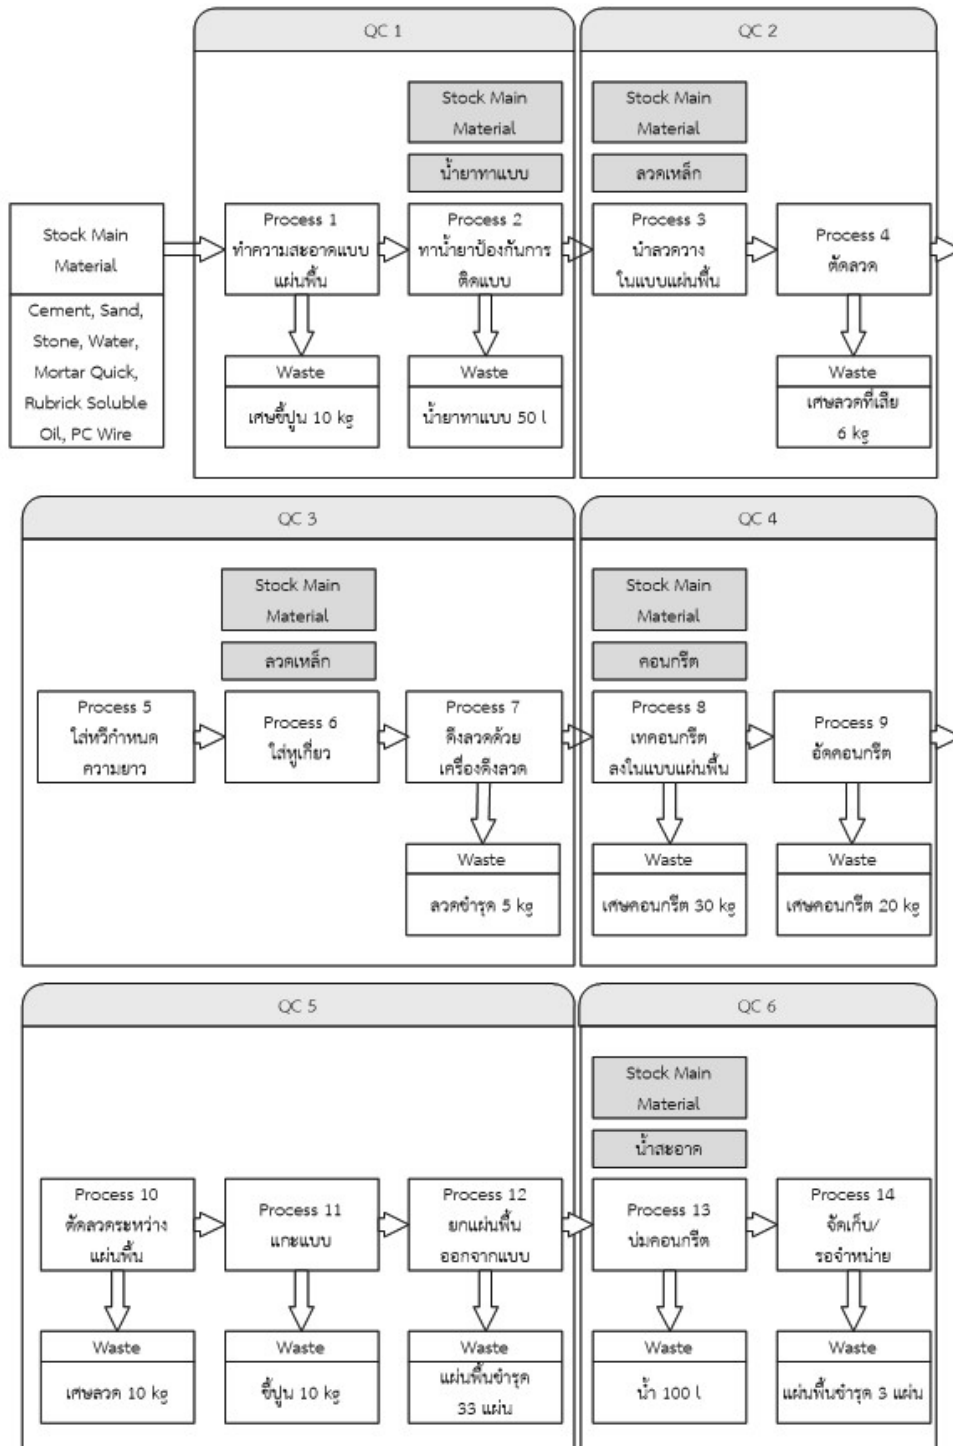 QC 1
QC 2
Stock Main
Material
น้ำยาทาแบบ
Stock Main
Material
ลวดเหล็ก
Stock Main
Material
Cement, Sand,
Stone, Water,
Mortar Quick,
Rubrick Soluble
Oil, PC Wire
Process 1
ทำความสะอาดแบบ
แผ่นพื้น
Process 2
ทาน้ำยาป้องกันการ
ติดแบบ
Process 3
นำลวดวาง
ในแบบแผ่นพื้น
Process 4
ตัดลวด
Waste
เศษขี้ปูน 10 kg
Waste
น้ำยาทาแบบ 50 l
Waste
เศษลวดที่เสีย
6 kg
QC 3
QC 4
Stock Main
Material
ลวดเหล็ก
Stock Main
Material
คอนกรีต
Process 5
ใส่หวีกำหนด
ความยาว
Process 6
ใส่หูเกี่ยว
Process 7
ดึงลวดด้วย
เครื่องดึงลวด
Process 8
เทคอนกรีต
ลงในแบบแผ่นพื้น
Process 9
อัดคอนกรีต
Waste
ลวดชำรุด 5 kg
Waste
เศษคอนกรีต 30 kg
Waste
เศษคอนกรีต 20 kg
QC 5
QC 6
Stock Main
Material
น้ำสะอาด
Process 10
ตัดลวดระหว่าง
แผ่นพื้น
Process 11
แกะแบบ
Process 12
ยกแผ่นพื้น
ออกจากแบบ
Process 13
บ่มคอนกรีต
Process 14
จัดเก็บ/
รอจำหน่าย
Waste
เศษลวด 10 kg
Waste
ขี้ปูน 10 kg
Waste
แผ่นพื้นชำรุด
33 แผ่น
Waste
น้ำ 100 l
Waste
แผ่นพื้นชำรุด 3 แผ่น